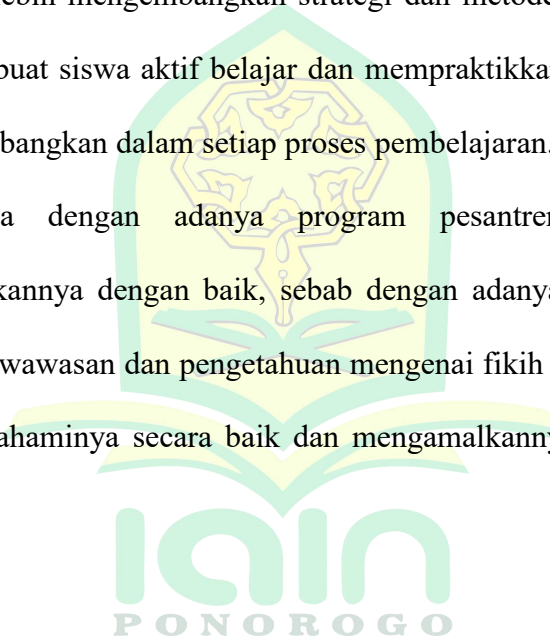 lebih mengembangkan strategi dan metode
buat siswa aktif belajar dan mempraktikka
bangkan dalam setiap proses pembelajaran.
a dengan adanya program pesantren
kannya dengan baik, sebab dengan adanya
wawasan dan pengetahuan mengenai fikih
ahaminya secara baik dan mengamalkanny
iain
PONOROGO